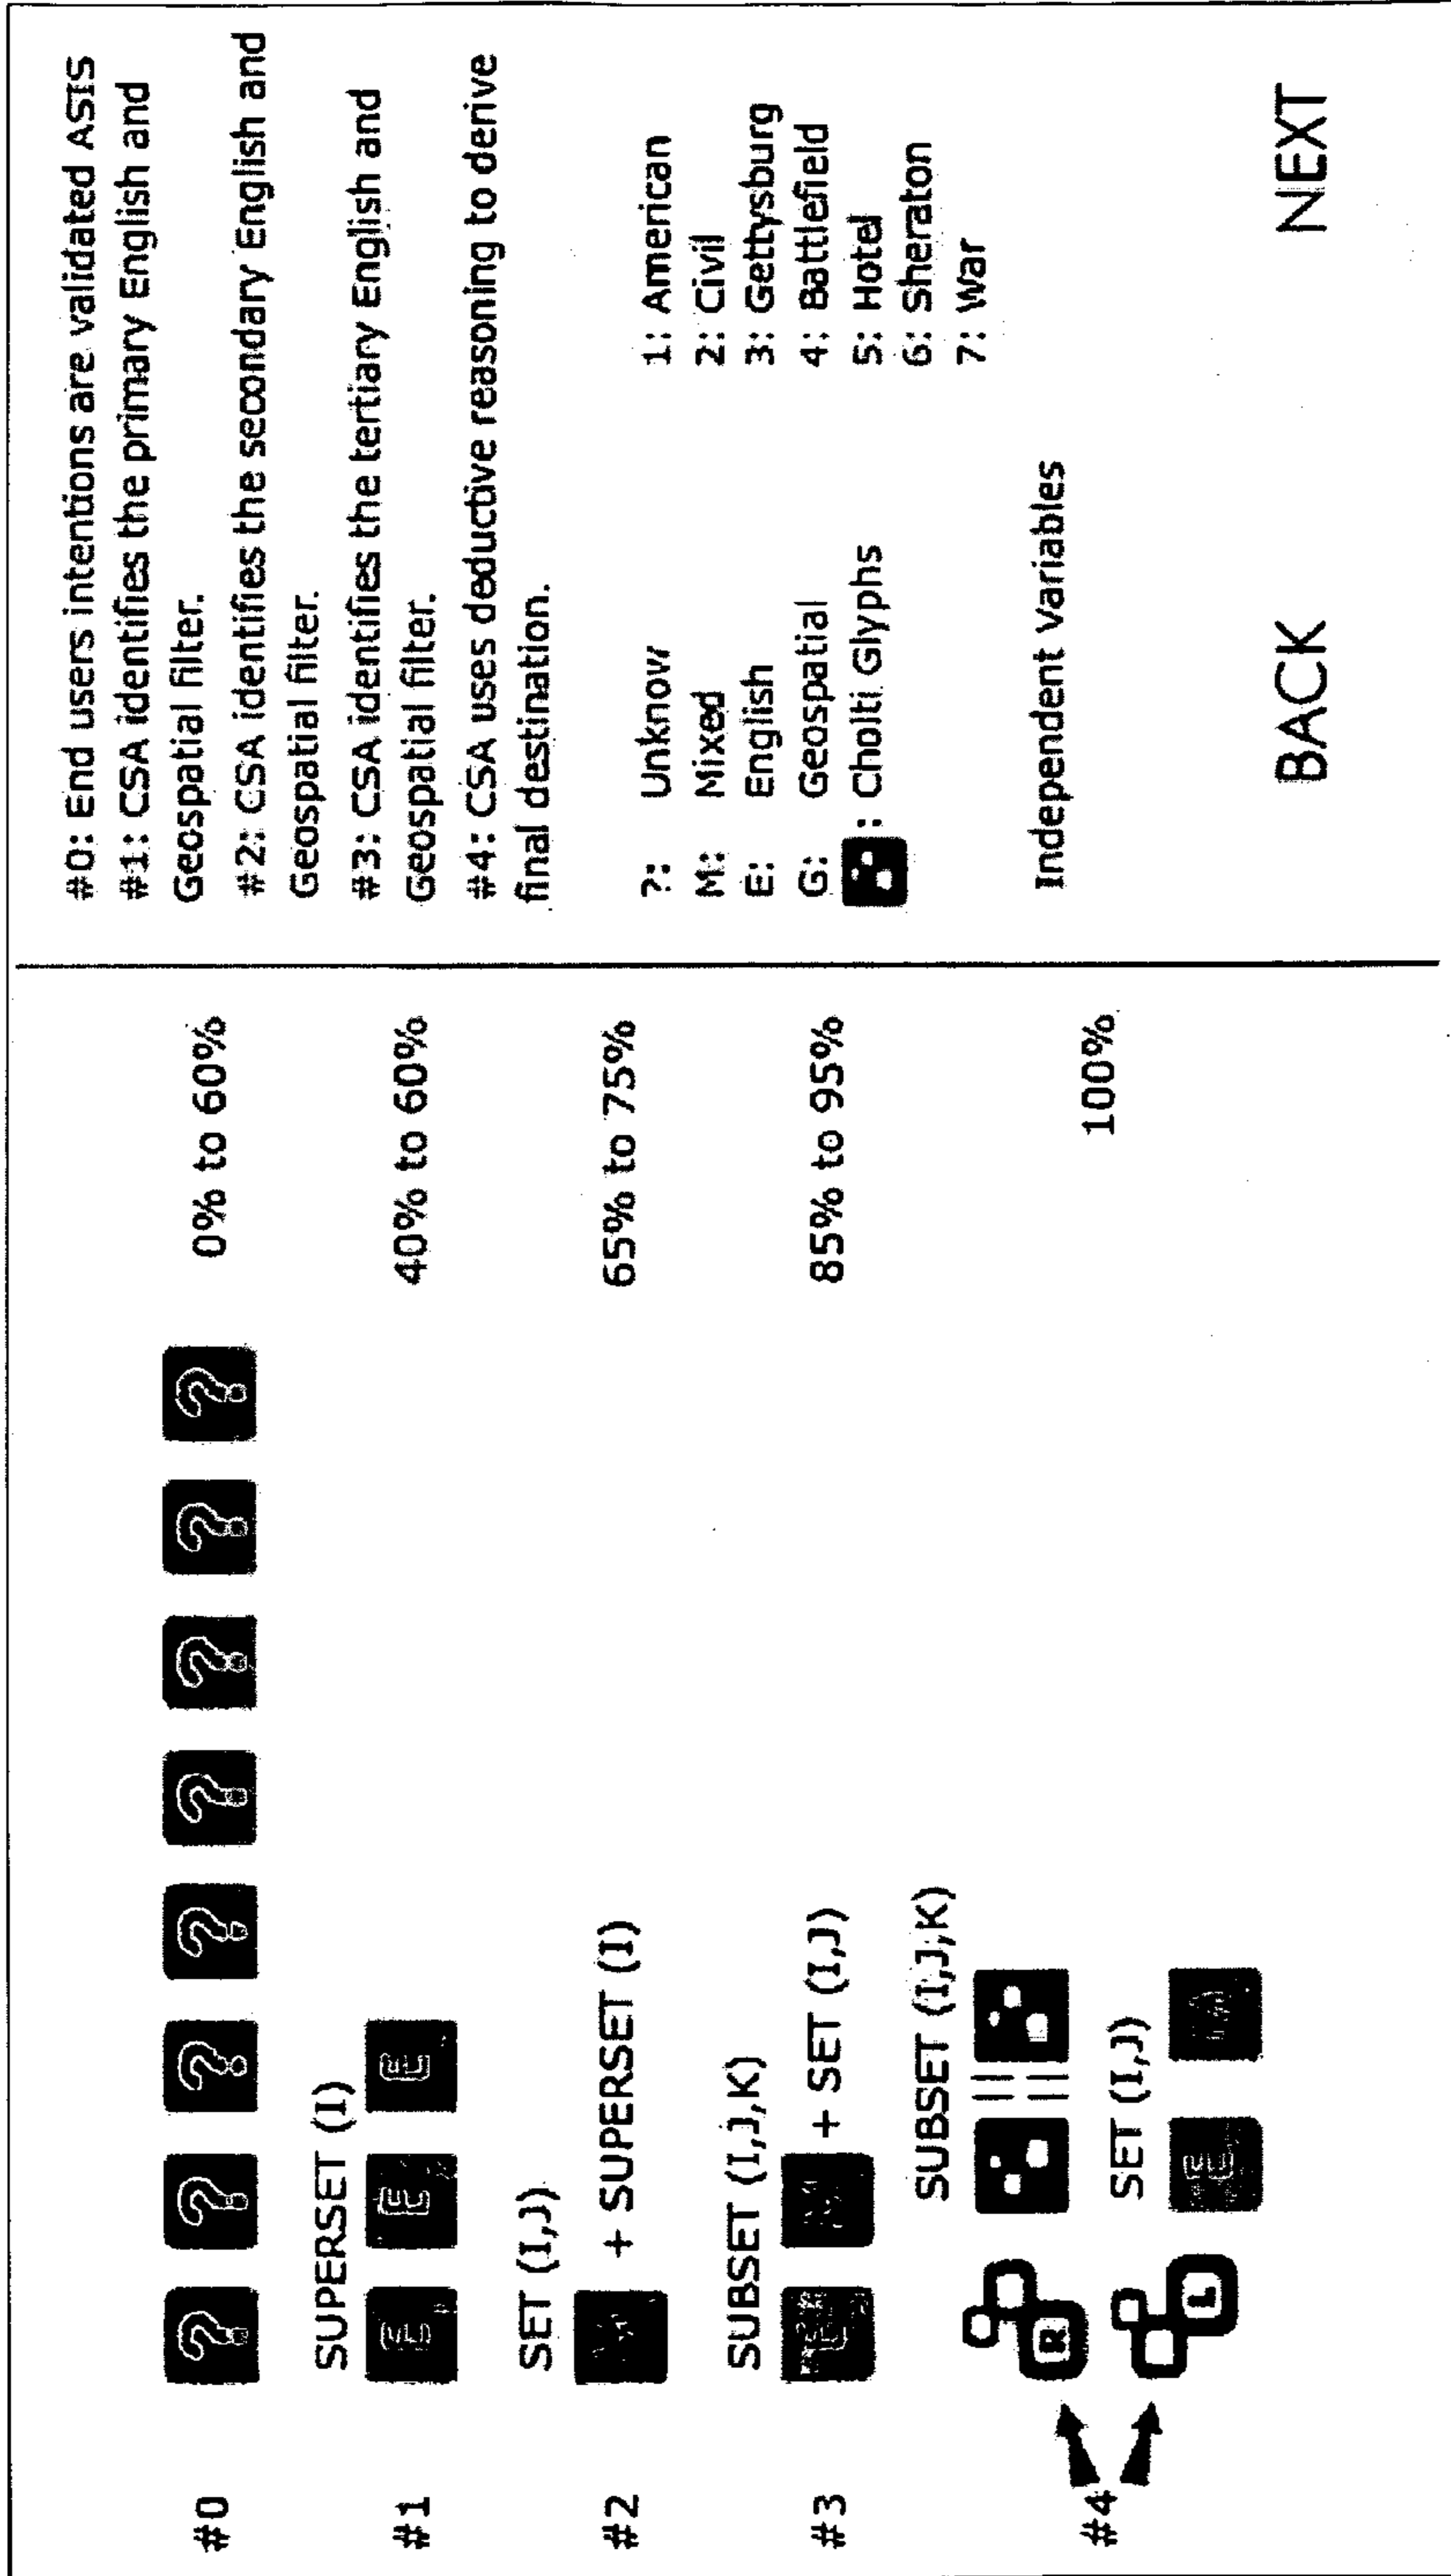 #0 ? ? ? ? ? ? ? ? 0% to 60%
SUPERSET (I)
#1 E E E 40% to 60%
SET (I,J)
#2 M + SUPERSET (I) 65% to 75%
SUBSET (I,J,K)
#3 E M + SET (I,J) 85% to 95%
SUBSET (I,J,K)
R
#4 100%
SET (I,J)
L E M
#0: End users intentions are validated ASIS
#1: CSA identifies the primary English and
Geospatial filter.
#2: CSA identifies the secondary English and
Geospatial filter.
#3: CSA identifies the tertiary English and
Geospatial filter.
#4: CSA uses deductive reasoning to derive
final destination.
?: Unknow
M: Mixed
E: English
G: Geospatial
: Cholti Glyphs
1: American
2: Civil
3: Gettysburg
4: Battlefield
5: Hotel
6: Sheraton
7: War
Independent variables
BACK NEXT